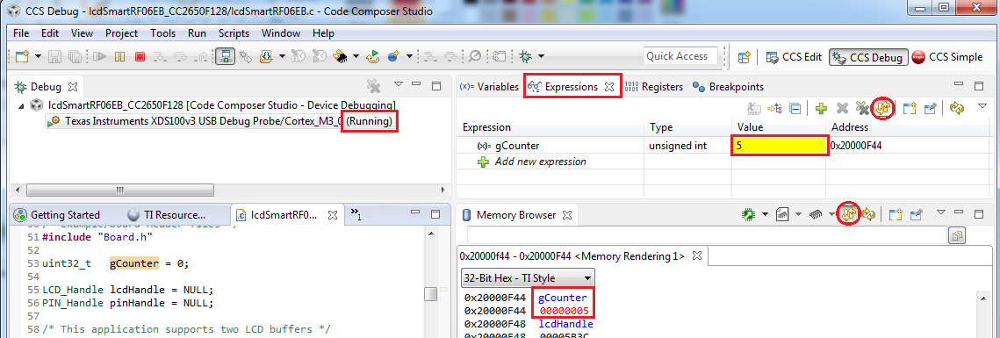 CCS Debug - lcdSmartRF06EB_CC2650F128/lcdSmartRF06EB.c - Code Composer Studio
File Edit View Project Tools Run Scripts Window Help
Quick Access
CCS Edit CCS Debug CCS Simple
Debug
lcdSmartRF06EB_CC2650F128 [Code Composer Studio - Device Debugging]
Texas Instruments XDS100v3 USB Debug Probe/Cortex_M3_0 (Running)
(x)= Variables Expressions Registers Breakpoints
Expression Type Value Address
(x)= gCounter unsigned int 5 0x20000F44
Add new expression
Getting Started TI Resource... lcdSmartRF0... »1
50 /* Example/Board Header files */
51 #include "Board.h"
52
53 uint32_t gCounter = 0;
54
55 LCD_Handle lcdHandle = NULL;
56 PIN_Handle pinHandle = NULL;
57
58 /* This application supports two LCD buffers */
Memory Browser
0x20000f44 - 0x20000F44 <Memory Rendering 1>
32-Bit Hex - TI Style
0x20000F44 gCounter
0x20000F44 00000005
0x20000F48 lcdHandle
0x20000F48 00005B3C